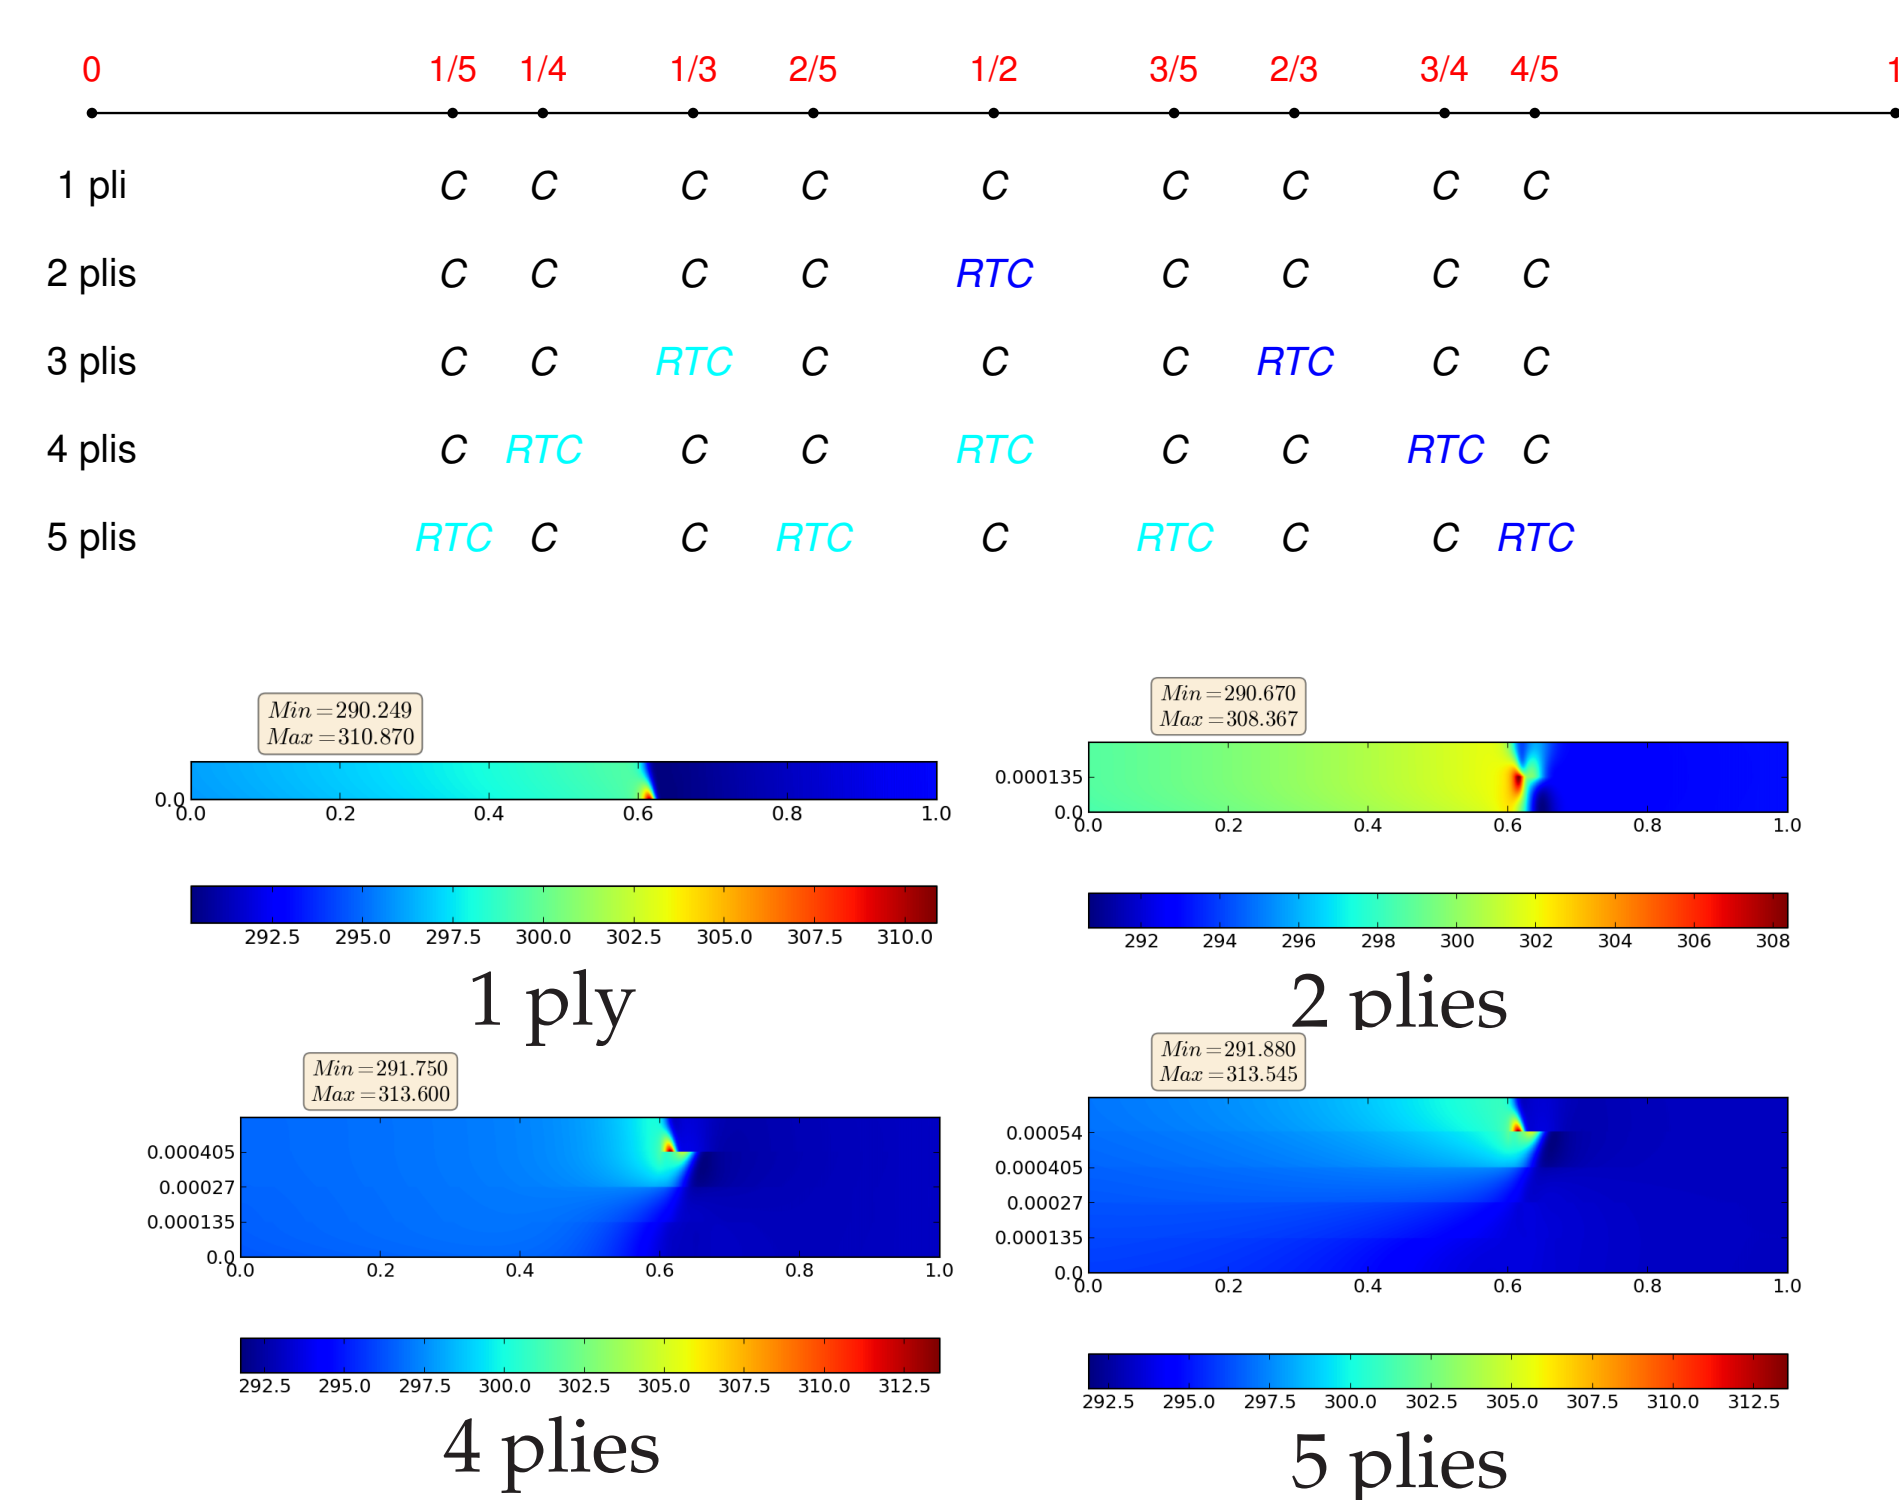 0 1/5 1/4 1/3 2/5 1/2 3/5 2/3 3/4 4/5 1
1 pli C C C C C C C C C
2 plis C C C C RTC C C C C
3 plis C C RTC C C C RTC C C
4 plis C RTC C C RTC C C RTC C
5 plis RTC C C RTC C RTC C C RTC
Min=290.249
Max=310.870
0.0
0.0 0.2 0.4 0.6 0.8 1.0
292.5 295.0 297.5 300.0 302.5 305.0 307.5 310.0
1 ply
Min=290.670
Max=308.367
0.000135
0.0
0.0 0.2 0.4 0.6 0.8 1.0
292 294 296 298 300 302 304 306 308
2 plies
Min=291.750
Max=313.600
0.000405
0.00027
0.000135
0.0
0.0 0.2 0.4 0.6 0.8 1.0
292.5 295.0 297.5 300.0 302.5 305.0 307.5 310.0 312.5
4 plies
Min=291.880
Max=313.545
0.00054
0.000405
0.00027
0.000135
0.0
0.0 0.2 0.4 0.6 0.8 1.0
292.5 295.0 297.5 300.0 302.5 305.0 307.5 310.0 312.5
5 plies